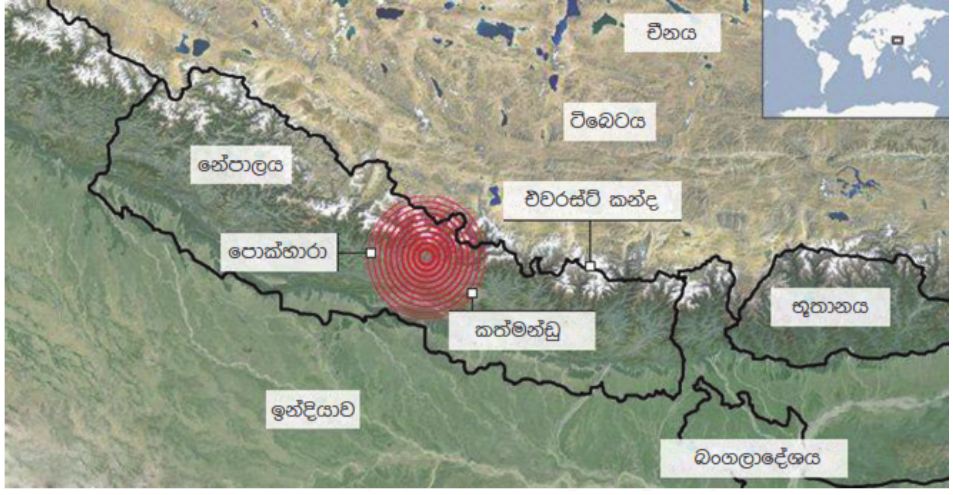 චීනය
ටිබෙටය
නේපාලය
එවරස්ට් කන්ද
පොක්හාරා
භූතානය
කත්මන්ඩු
ඉන්දියාව
බංගලාදේශය